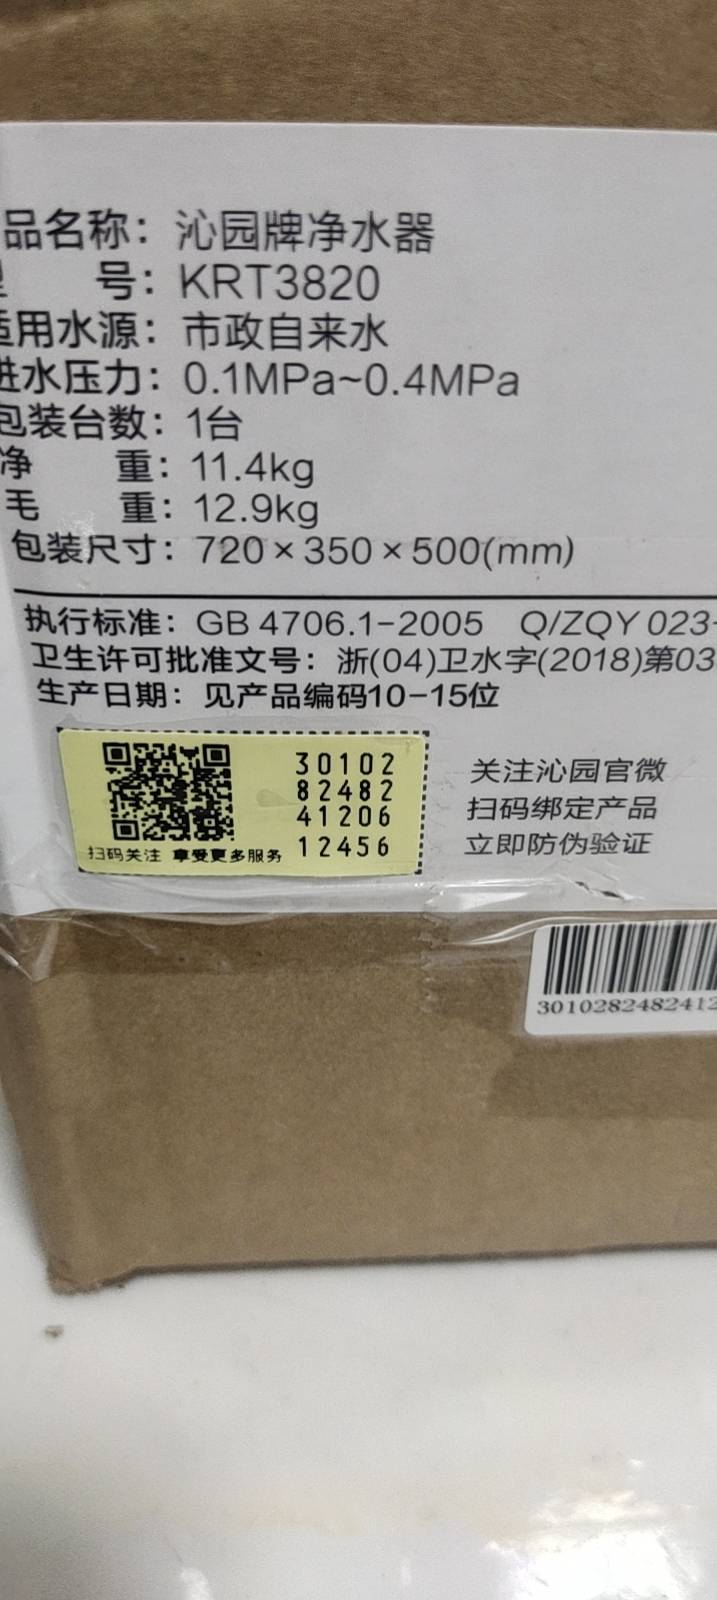 品名称：沁园牌净水器
号：KRT3820
适用水源：市政自来水
进水压力：0.1MPa~0.4MPa
包装台数：1台
净 重：11.4kg
毛 重：12.9kg
包装尺寸：720×350×500(mm)
执行标准：GB 4706.1-2005 Q/ZQY 023-
卫生许可批准文号：浙(04)卫水字(2018)第03
生产日期：见产品编码10-15位
30102
82482
41206
12456
扫码关注 享受更多服务
关注沁园官微
扫码绑定产品
立即防伪验证
3010282482412